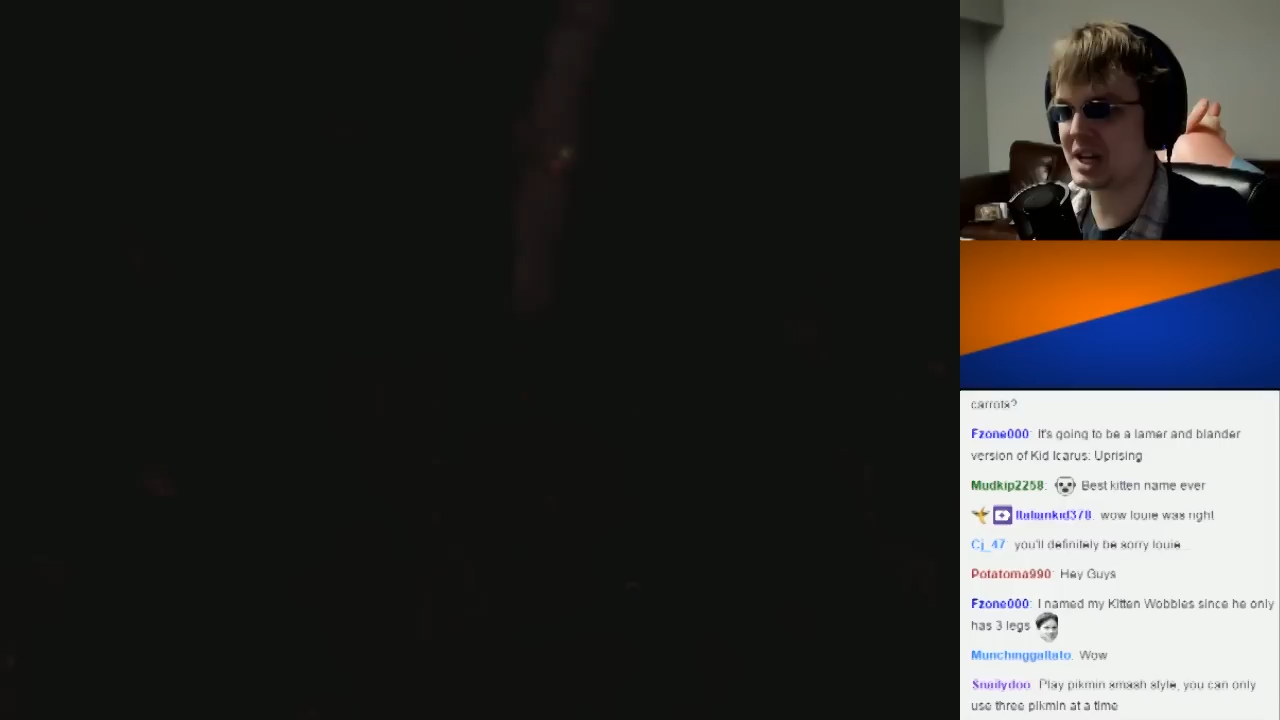 carrots?
Fzone000: It's going to be a lamer and blander
version of Kid Icarus: Uprising
Mudkip2258: Best kitten name ever
Italiankid378: wow louie was right
Cj_47: you'll definitely be sorry louie...
Potatoma990: Hey Guys
Fzone000: I named my Kitten Wobbles since he only
has 3 legs
Munchinggallato: Wow
Snailydoo: Play pikmin smash style, you can only
use three pikmin at a time